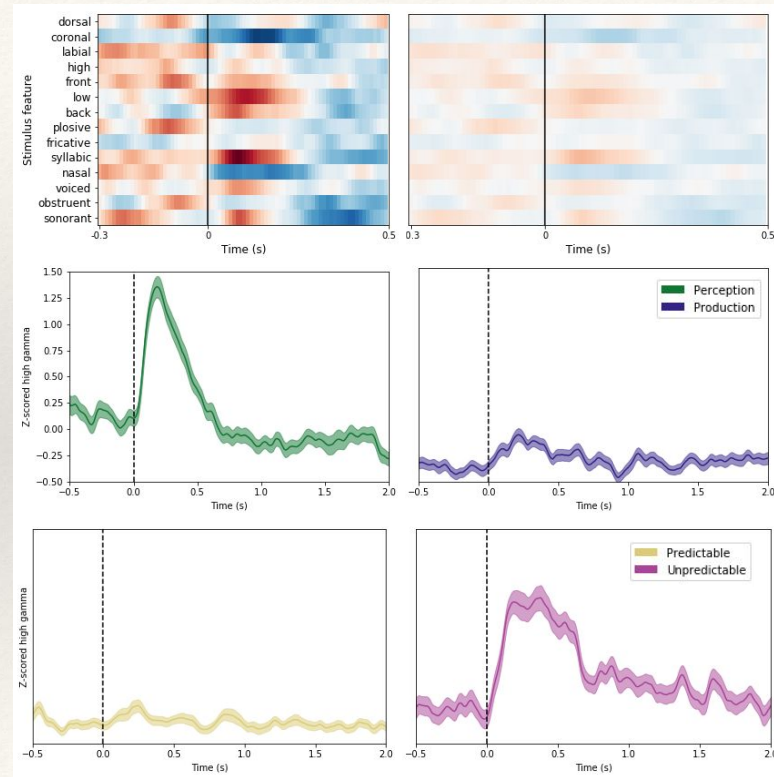 Stimulus feature
dorsal
coronal
labial
high
front
low
back
plosive
fricative
syllabic
nasal
voiced
obstruent
sonorant
-0.3 0 0.5
Time (s)
0.3 0 0.5
Time (s)
Z-scored high gamma
1.50
1.25
1.00
0.75
0.50
0.25
0.00
−0.25
−0.50
−0.5 0.0 0.5 1.0 1.5 2.0
Time (s)
Perception
Production
−0.5 0.0 0.5 1.0 1.5 2.0
Time (s)
Z-scored high gamma
−0.5 0.0 0.5 1.0 1.5 2.0
Time (s)
Predictable
Unpredictable
−0.5 0.0 0.5 1.0 1.5 2.0
Time (s)